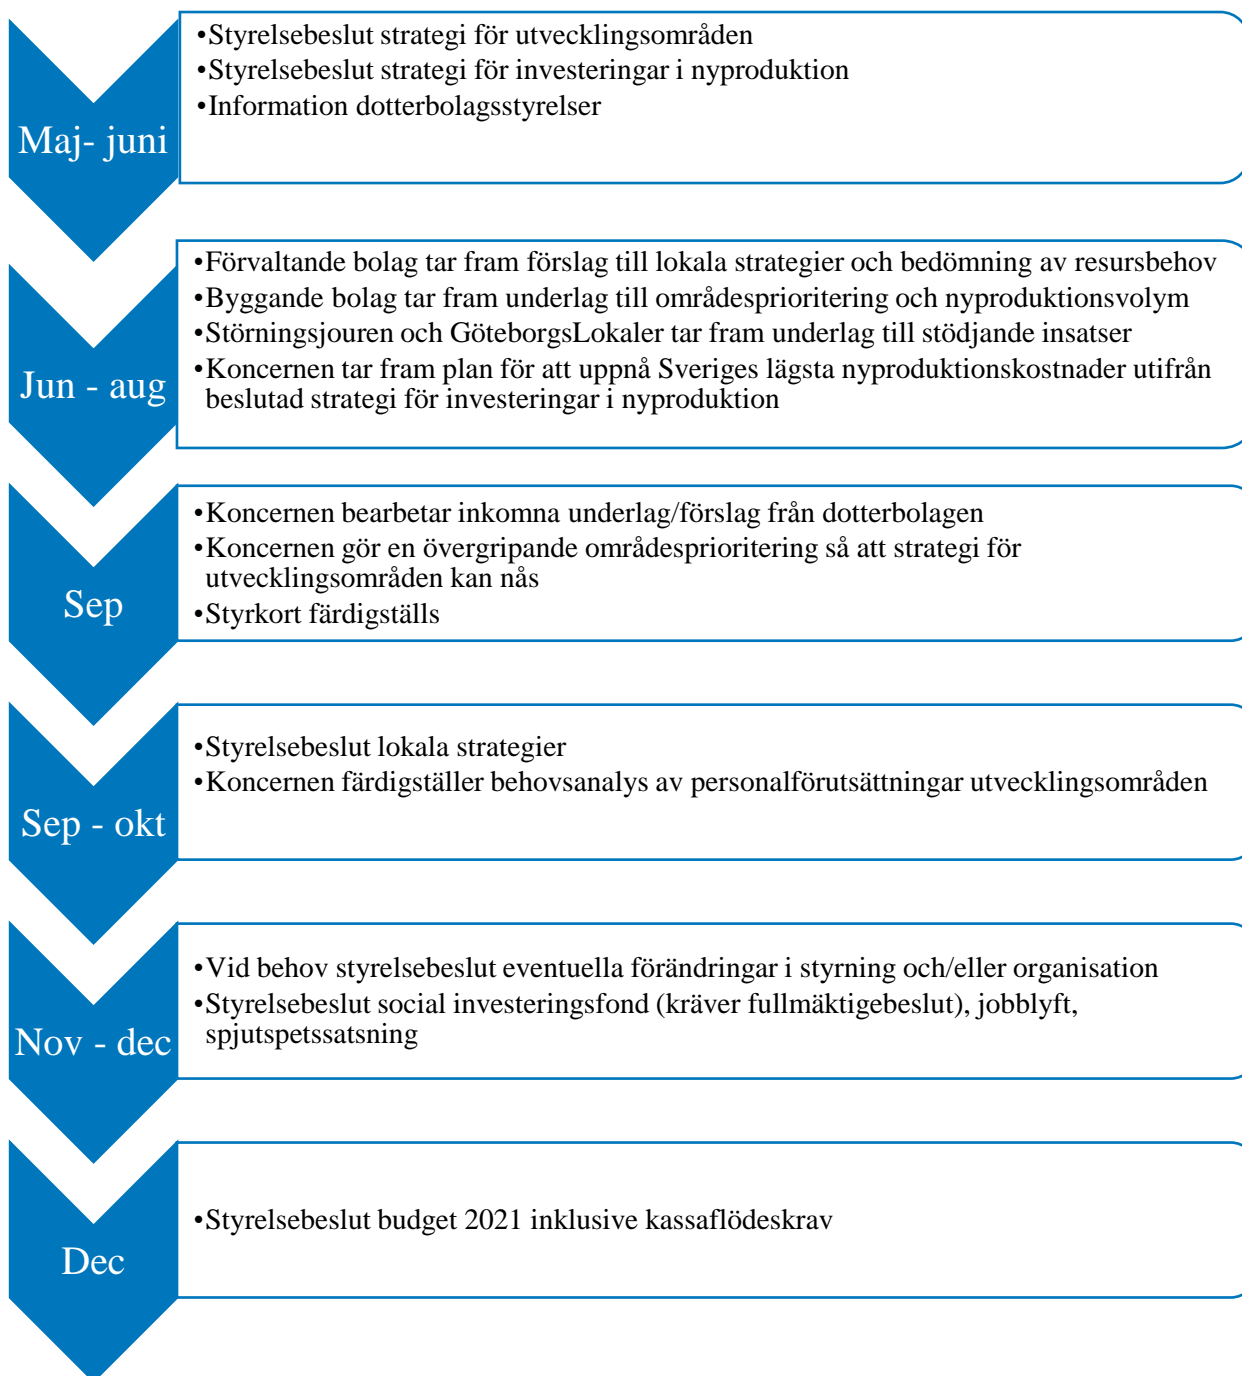 Maj- juni
•Styrelsebeslut strategi för utvecklingsområden
•Styrelsebeslut strategi för investeringar i nyproduktion
•Information dotterbolagsstyrelser
Jun - aug
•Förvaltande bolag tar fram förslag till lokala strategier och bedömning av resursbehov
•Byggande bolag tar fram underlag till områdesprioritering och nyproduktionsvolym
•Störningsjouren och GöteborgsLokaler tar fram underlag till stödjande insatser
•Koncernen tar fram plan för att uppnå Sveriges lägsta nyproduktionskostnader utifrån
beslutad strategi för investeringar i nyproduktion
Sep
•Koncernen bearbetar inkomna underlag/förslag från dotterbolagen
•Koncernen gör en övergripande områdesprioritering så att strategi för
utvecklingsområden kan nås
•Styrkort färdigställs
Sep - okt
•Styrelsebeslut lokala strategier
•Koncernen färdigställer behovsanalys av personalförutsättningar utvecklingsområden
Nov - dec
•Vid behov styrelsebeslut eventuella förändringar i styrning och/eller organisation
•Styrelsebeslut social investeringsfond (kräver fullmäktigebeslut), jobblyft,
spjutspetssatsning
Dec
•Styrelsebeslut budget 2021 inklusive kassaflödeskrav